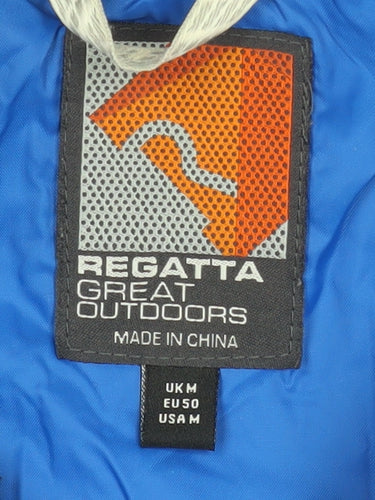 REGATTA
GREAT
OUTDOORS
MADE IN CHINA
UK M
EU 50
USA M